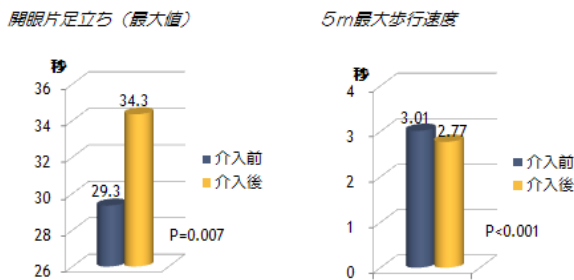 開眼片足立ち（最大値）
秒
36
34
32
30
28
26
29.3
34.3
介入前
介入後
P=0.007
5m最大歩行速度
秒
4
3
2
1
0
3.01
2.77
介入前
介入後
P<0.001